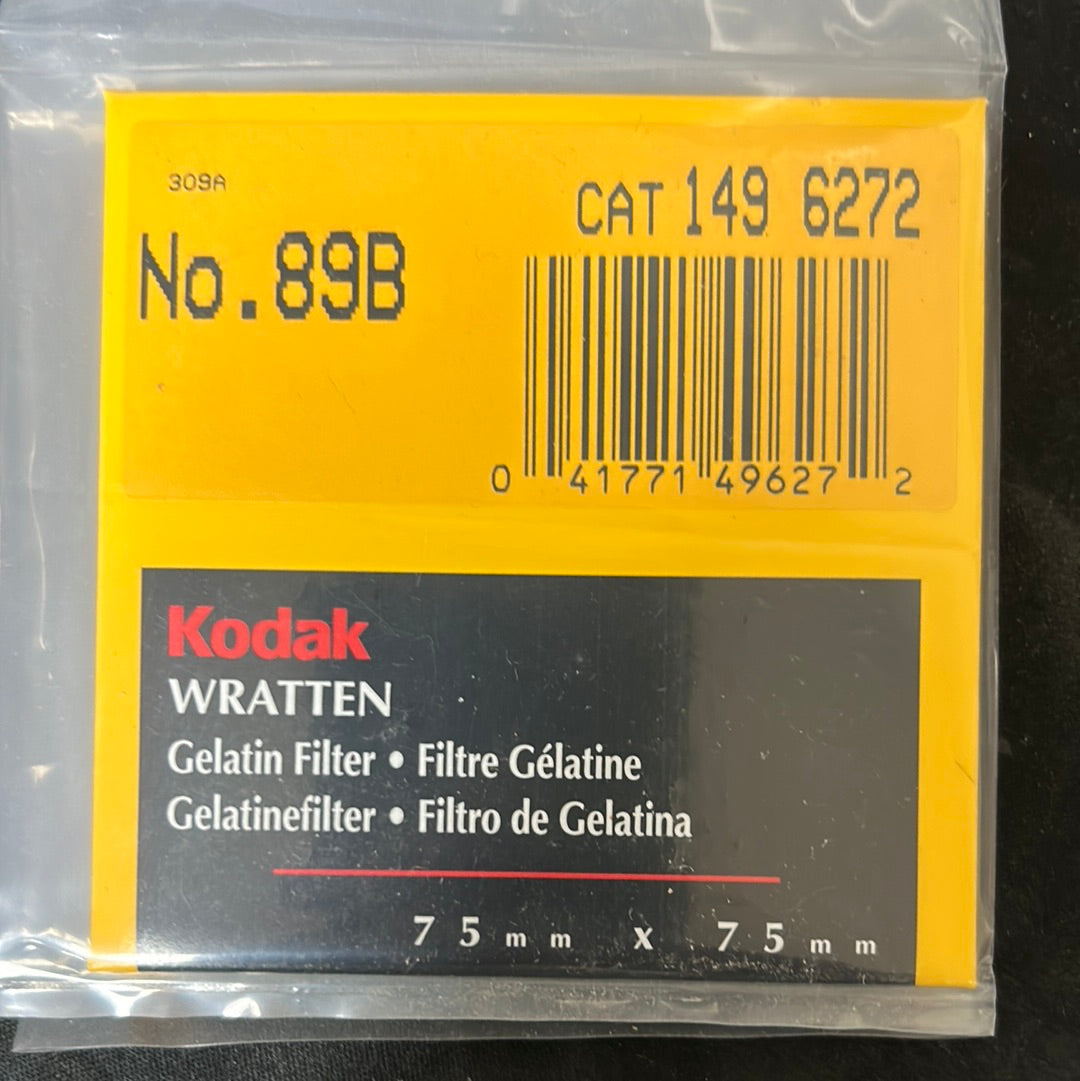 309A
CAT 149 6272
No.89B
0 41771 49627 2
Kodak
WRATTEN
Gelatin Filter • Filtre Gélatine
Gelatinefilter • Filtro de Gelatina
75mm x 75mm